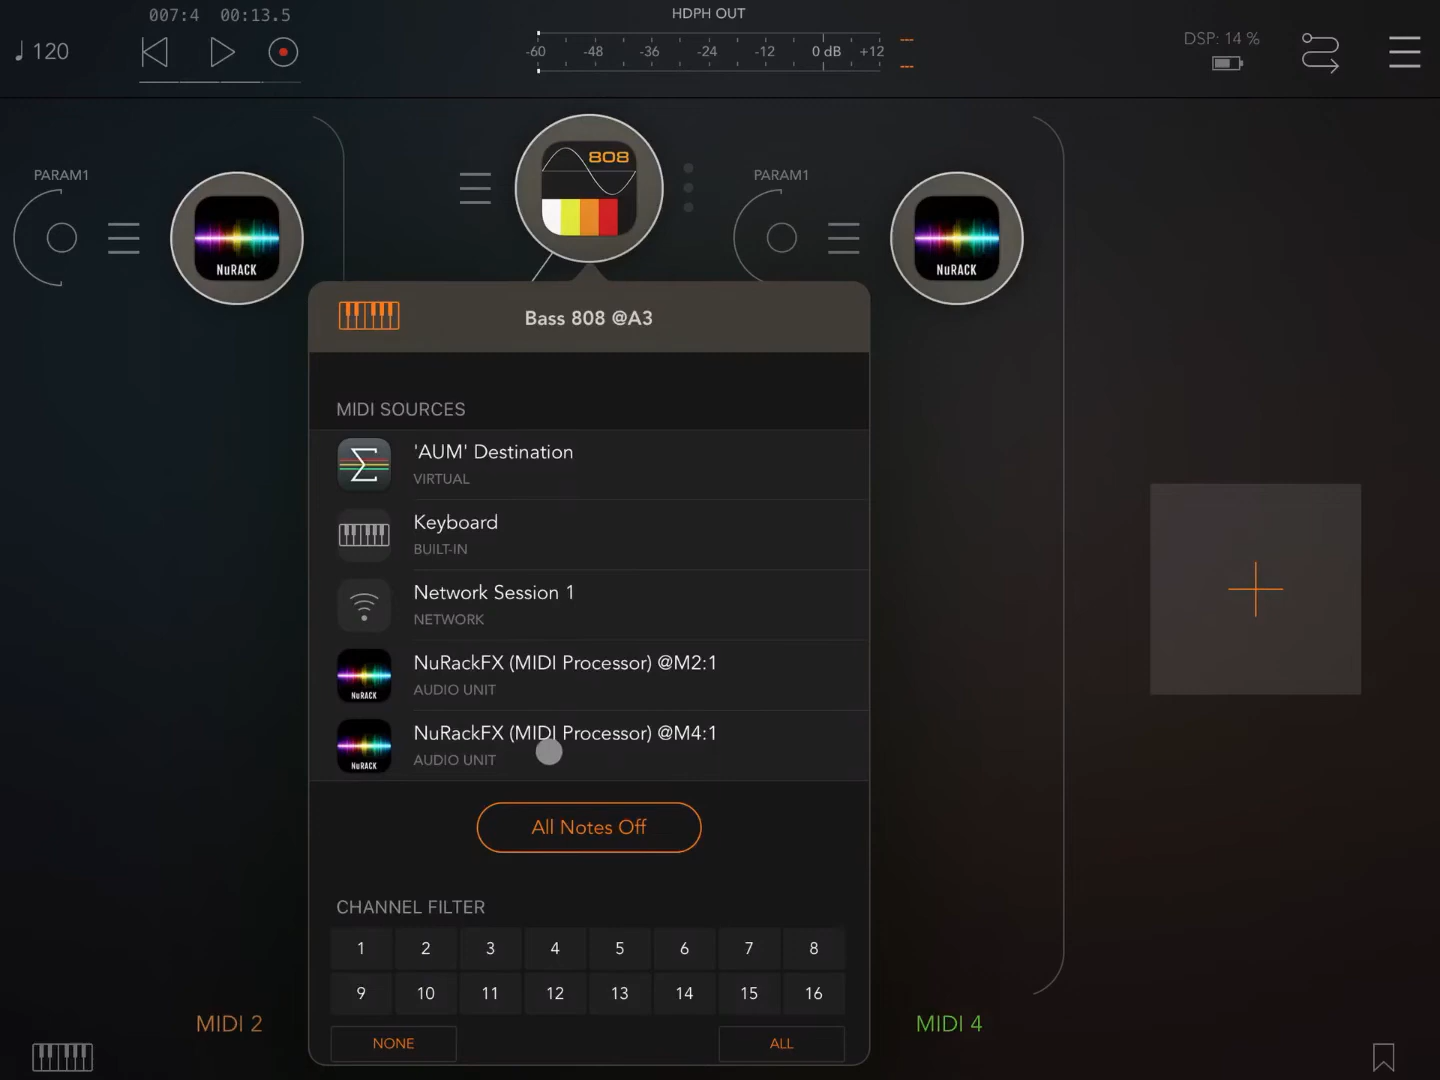 007:4 00:13.5
HDPH OUT
♩ 120
-60 -48 -36 -24 -12 0 dB +12
DSP: 14 %
PARAM1
NuRACK
808
PARAM1
NuRACK
Bass 808 @A3
MIDI SOURCES
'AUM' Destination
VIRTUAL
Keyboard
BUILT-IN
Network Session 1
NETWORK
NuRACK
NuRackFX (MIDI Processor) @M2:1
AUDIO UNIT
NuRACK
NuRackFX (MIDI Processor) @M4:1
AUDIO UNIT
All Notes Off
CHANNEL FILTER
1 2 3 4 5 6 7 8
9 10 11 12 13 14 15 16
NONE ALL
MIDI 2
MIDI 4